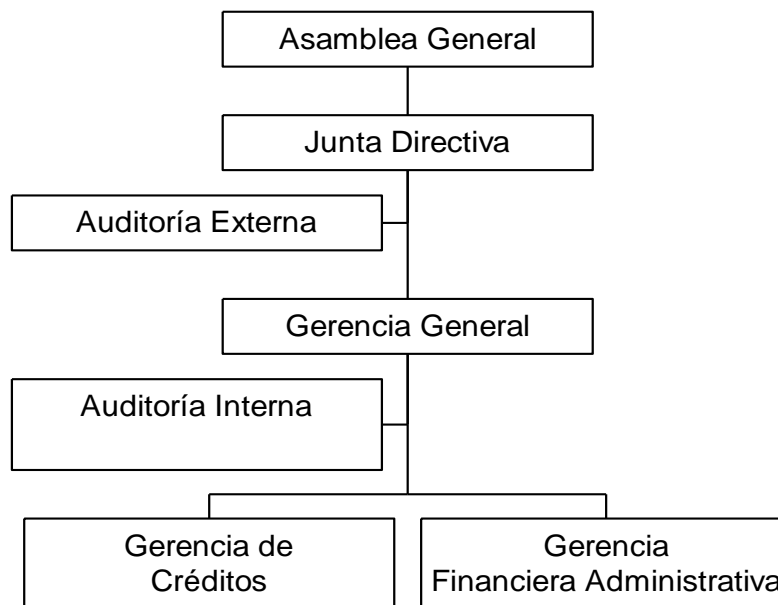 Asamblea General
Junta Directiva
Auditoría Externa
Gerencia General
Auditoría Interna
Gerencia de
Créditos
Gerencia
Financiera Administrativa